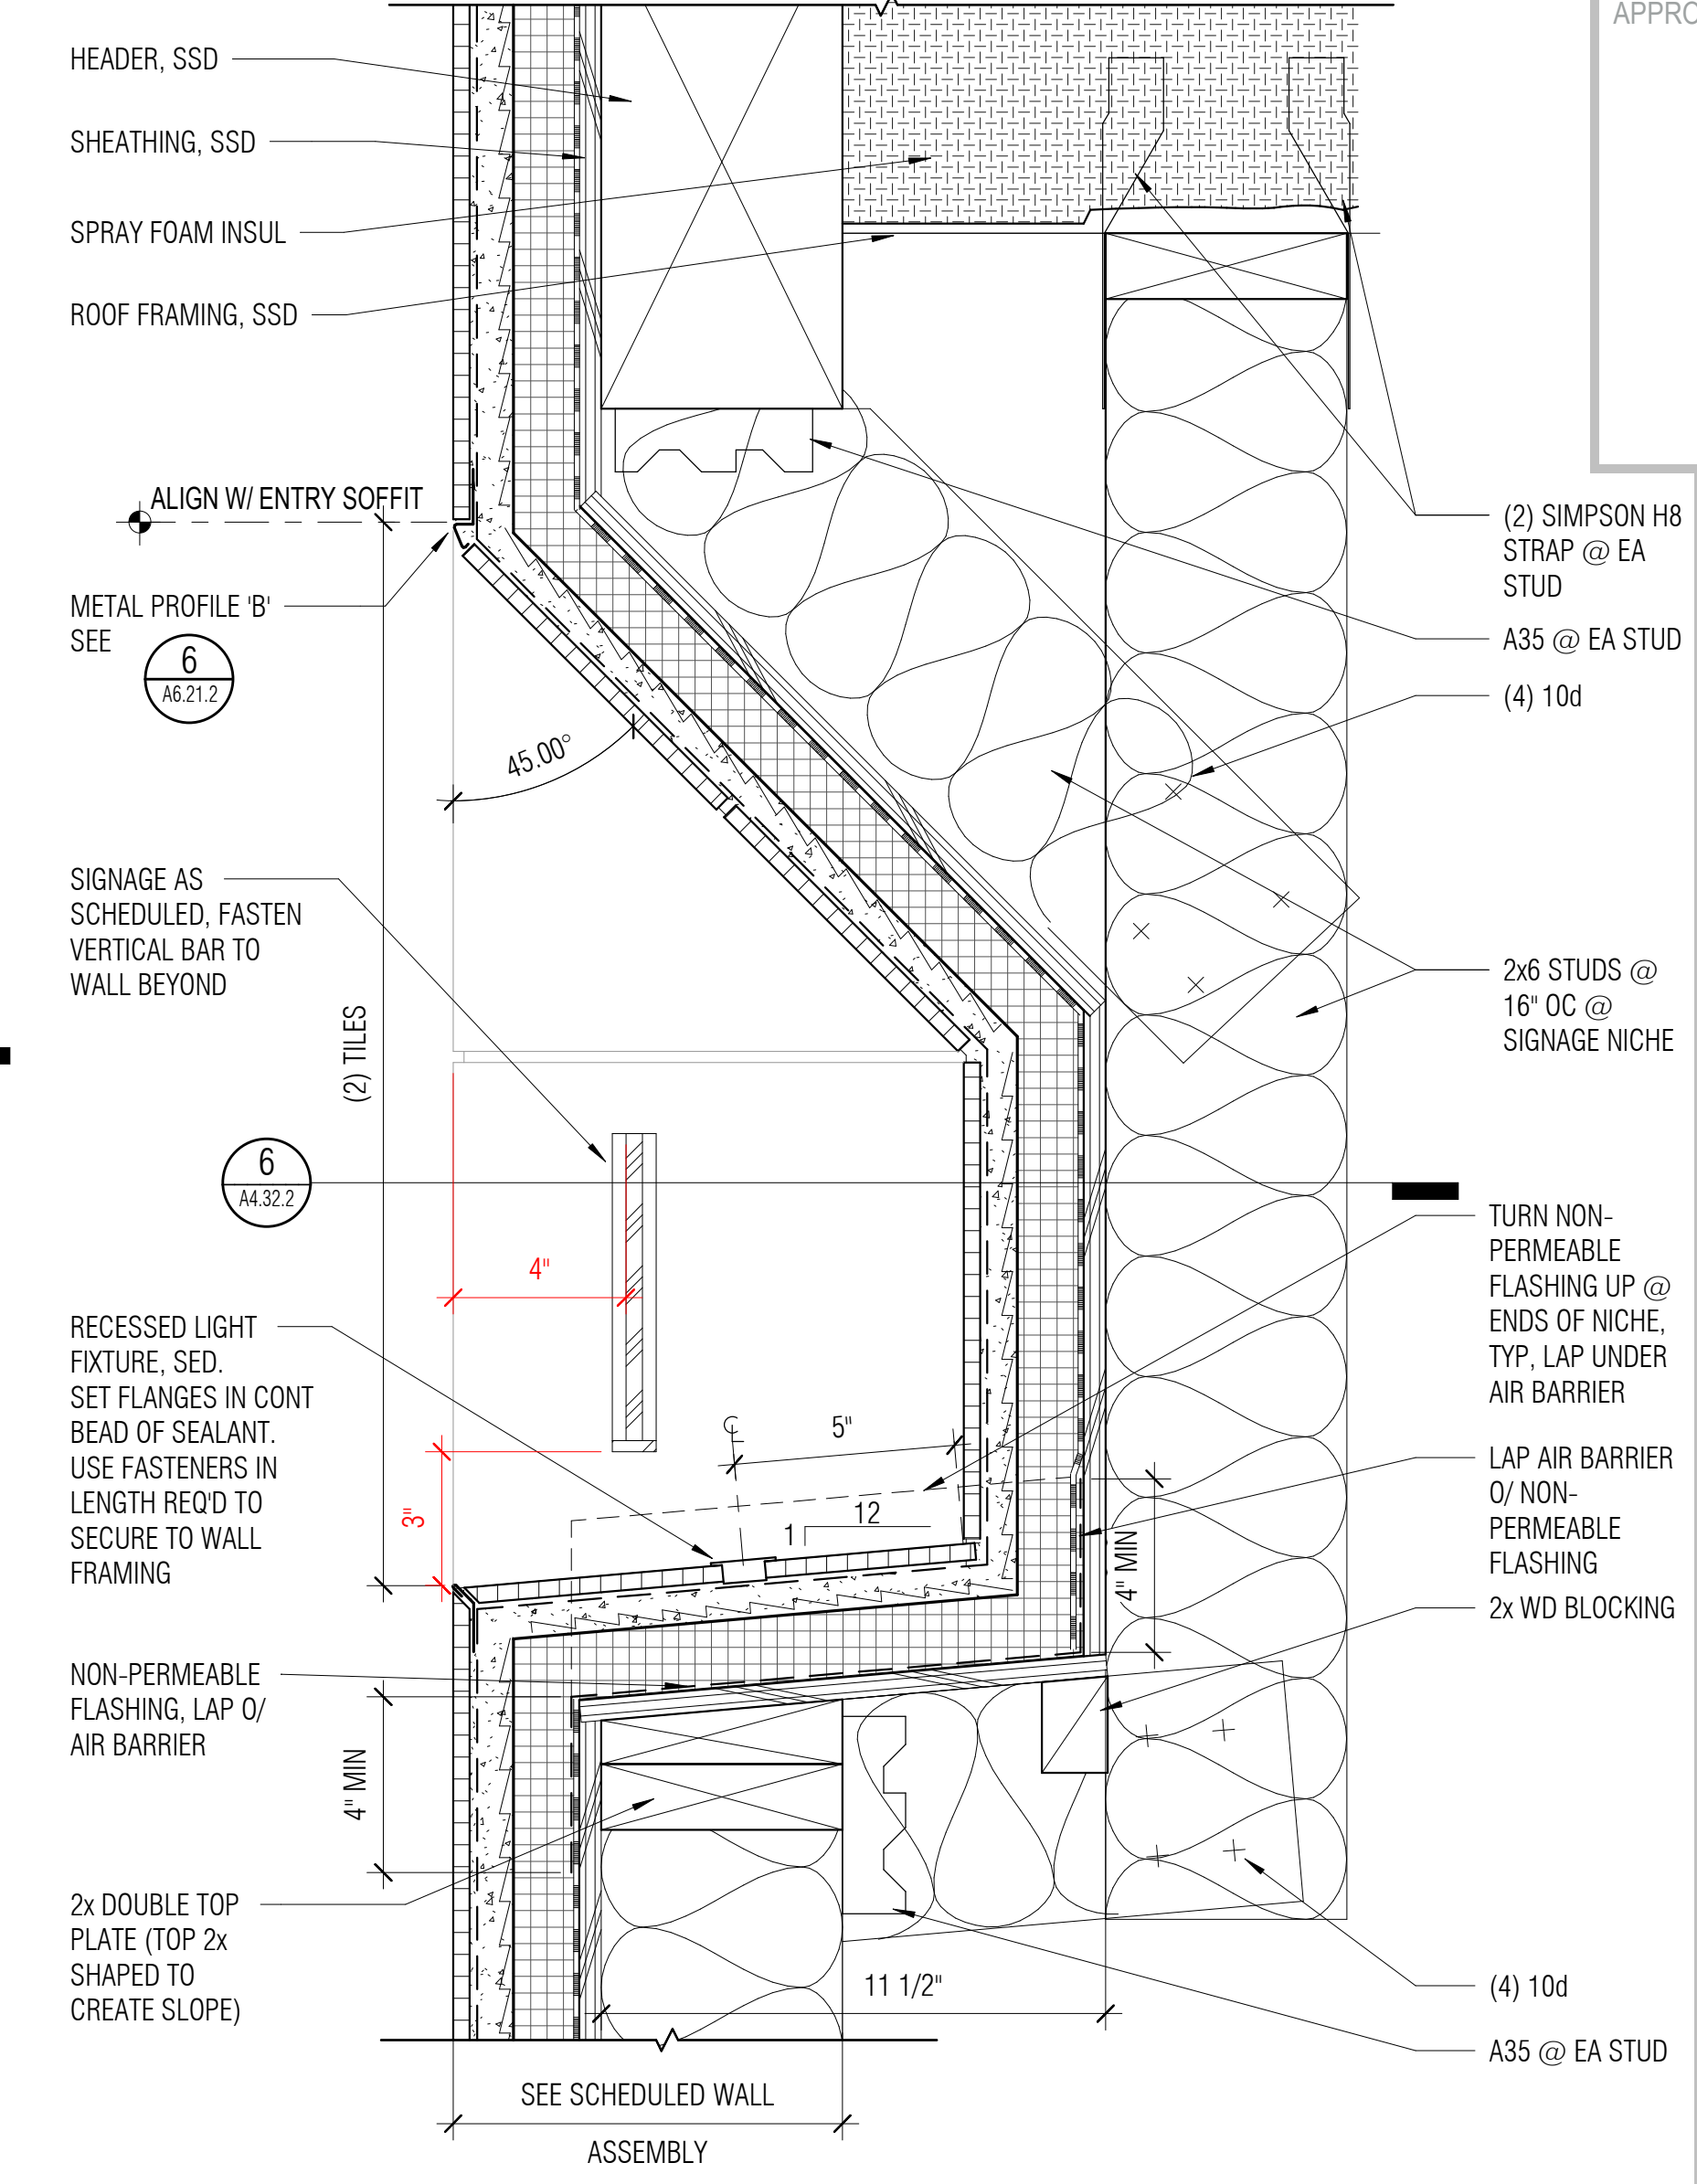 APPRO
HEADER, SSD
SHEATHING, SSD
SPRAY FOAM INSUL
ROOF FRAMING, SSD
ALIGN W/ ENTRY SOFFIT
METAL PROFILE 'B'
SEE
6
A6.21.2
45.00°
SIGNAGE AS
SCHEDULED, FASTEN
VERTICAL BAR TO
WALL BEYOND
(2) TILES
6
A4.32.2
4"
RECESSED LIGHT
FIXTURE, SED.
SET FLANGES IN CONT
BEAD OF SEALANT.
USE FASTENERS IN
LENGTH REQ'D TO
SECURE TO WALL
FRAMING
3"
CL
5"
12
1
4" MIN
NON-PERMEABLE
FLASHING, LAP O/
AIR BARRIER
4" MIN
2x DOUBLE TOP
PLATE (TOP 2x
SHAPED TO
CREATE SLOPE)
11 1/2"
SEE SCHEDULED WALL
ASSEMBLY
(2) SIMPSON H8
STRAP @ EA
STUD
A35 @ EA STUD
(4) 10d
2x6 STUDS @
16" OC @
SIGNAGE NICHE
TURN NON-
PERMEABLE
FLASHING UP @
ENDS OF NICHE,
TYP, LAP UNDER
AIR BARRIER
LAP AIR BARRIER
O/ NON-
PERMEABLE
FLASHING
2x WD BLOCKING
(4) 10d
A35 @ EA STUD